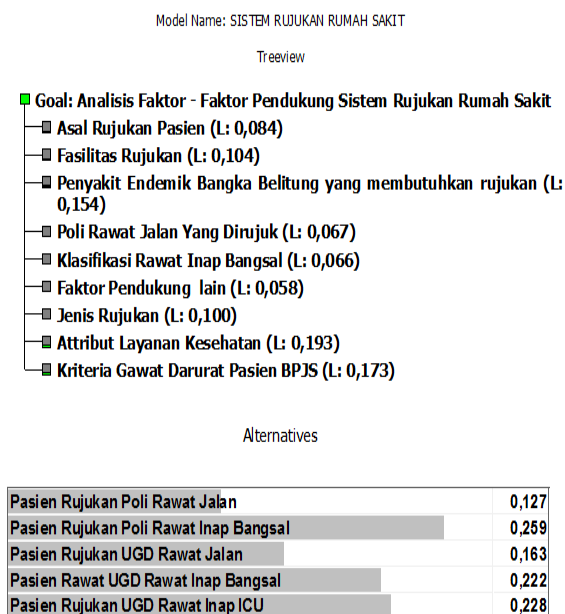 Model Name: SISTEM RUJUKAN RUMAH SAKIT
Treeview
Goal: Analisis Faktor - Faktor Pendukung Sistem Rujukan Rumah Sakit
Asal Rujukan Pasien (L: 0,084)
Fasilitas Rujukan (L: 0,104)
Penyakit Endemik Bangka Belitung yang membutuhkan rujukan (L:
0,154)
Poli Rawat Jalan Yang Dirujuk (L: 0,067)
Klasifikasi Rawat Inap Bangsal (L: 0,066)
Faktor Pendukung lain (L: 0,058)
Jenis Rujukan (L: 0,100)
Attribut Layanan Kesehatan (L: 0,193)
Kriteria Gawat Darurat Pasien BPJS (L: 0,173)
Alternatives
Pasien Rujukan Poli Rawat Jalan 0,127
Pasien Rujukan Poli Rawat Inap Bangsal 0,259
Pasien Rujukan UGD Rawat Jalan 0,163
Pasien Rawat UGD Rawat Inap Bangsal 0,222
Pasien Rujukan UGD Rawat Inap ICU 0,228